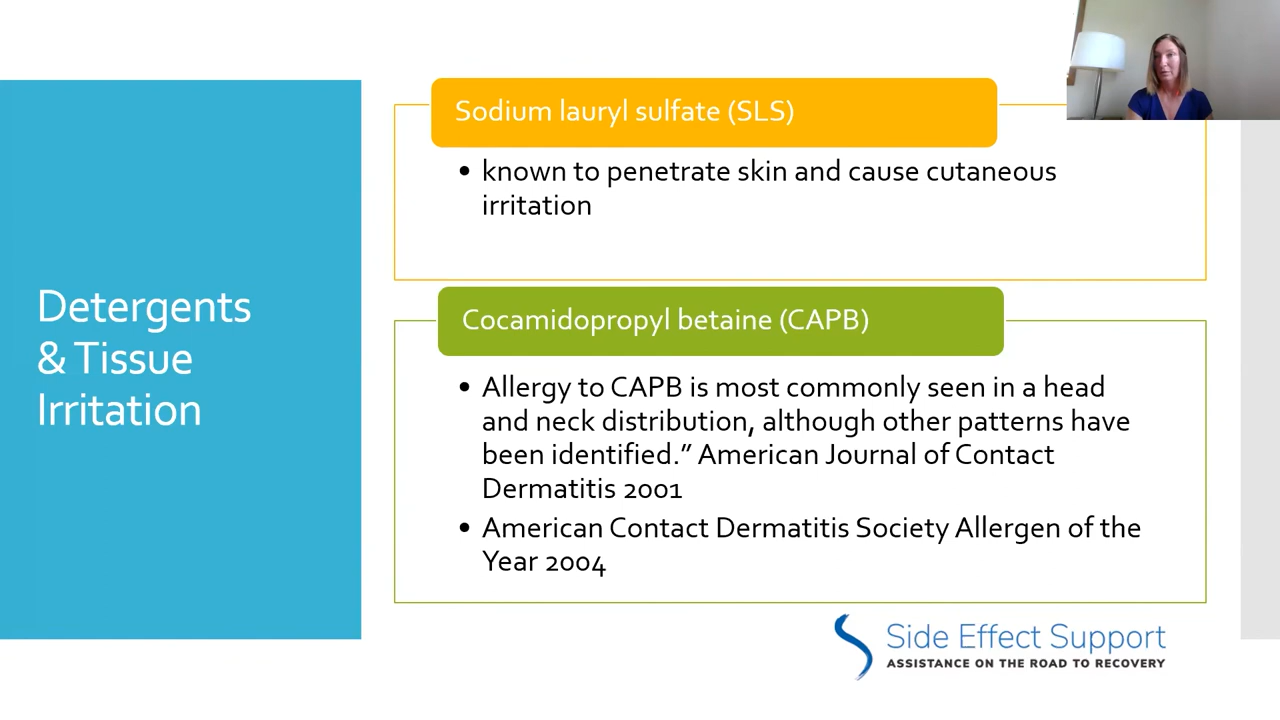 Detergents
& Tissue
Irritation
Sodium lauryl sulfate (SLS)
• known to penetrate skin and cause cutaneous
irritation
Cocamidopropyl betaine (CAPB)
• Allergy to CAPB is most commonly seen in a head
and neck distribution, although other patterns have
been identified.” American Journal of Contact
Dermatitis 2001
• American Contact Dermatitis Society Allergen of the
Year 2004
Side Effect Support
ASSISTANCE ON THE ROAD TO RECOVERY